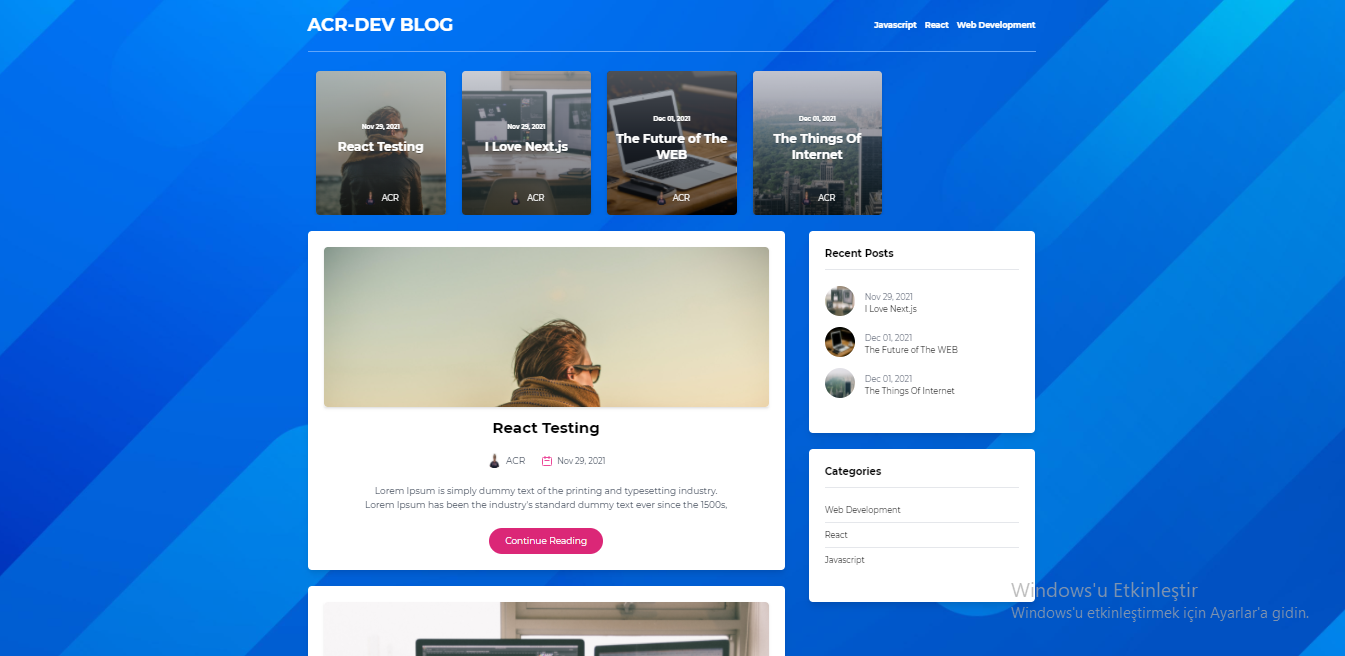 ACR-DEV BLOG
Javascript React Web Development
Nov 29, 2021
React Testing
ACR
Nov 29, 2021
I Love Next.js
ACR
Dec 01, 2021
The Future of The
WEB
ACR
Dec 01, 2021
The Things Of
Internet
ACR
React Testing
ACR Nov 29, 2021
Lorem Ipsum is simply dummy text of the printing and typesetting industry.
Lorem Ipsum has been the industry's standard dummy text ever since the 1500s,
Continue Reading
Recent Posts
Nov 29, 2021
I Love Next.js
Dec 01, 2021
The Future of The WEB
Dec 01, 2021
The Things Of Internet
Categories
Web Development
React
Javascript
Windows'u Etkinleştir
Windows'u etkinleştirmek için Ayarlar'a gidin.